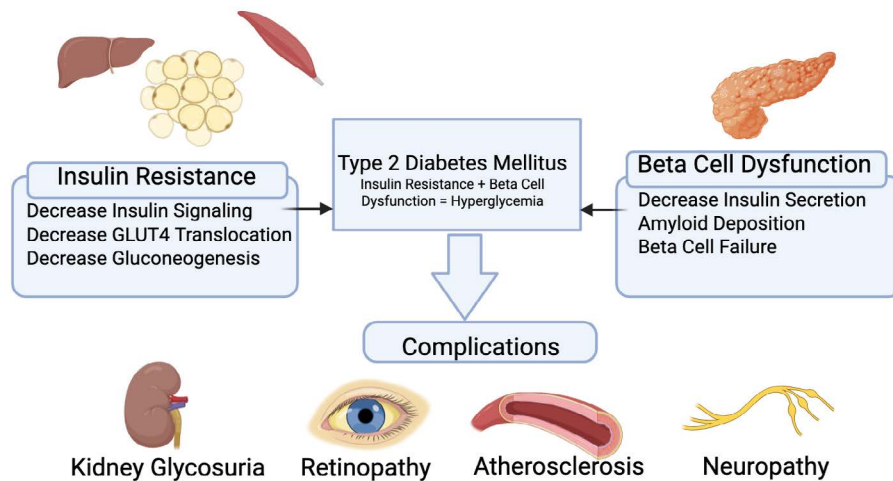 Insulin Resistance
Decrease Insulin Signaling
Decrease GLUT4 Translocation
Decrease Gluconeogenesis
Type 2 Diabetes Mellitus
Insulin Resistance + Beta Cell
Dysfunction = Hyperglycemia
Beta Cell Dysfunction
Decrease Insulin Secretion
Amyloid Deposition
Beta Cell Failure
Complications
Kidney Glycosuria
Retinopathy
Atherosclerosis
Neuropathy